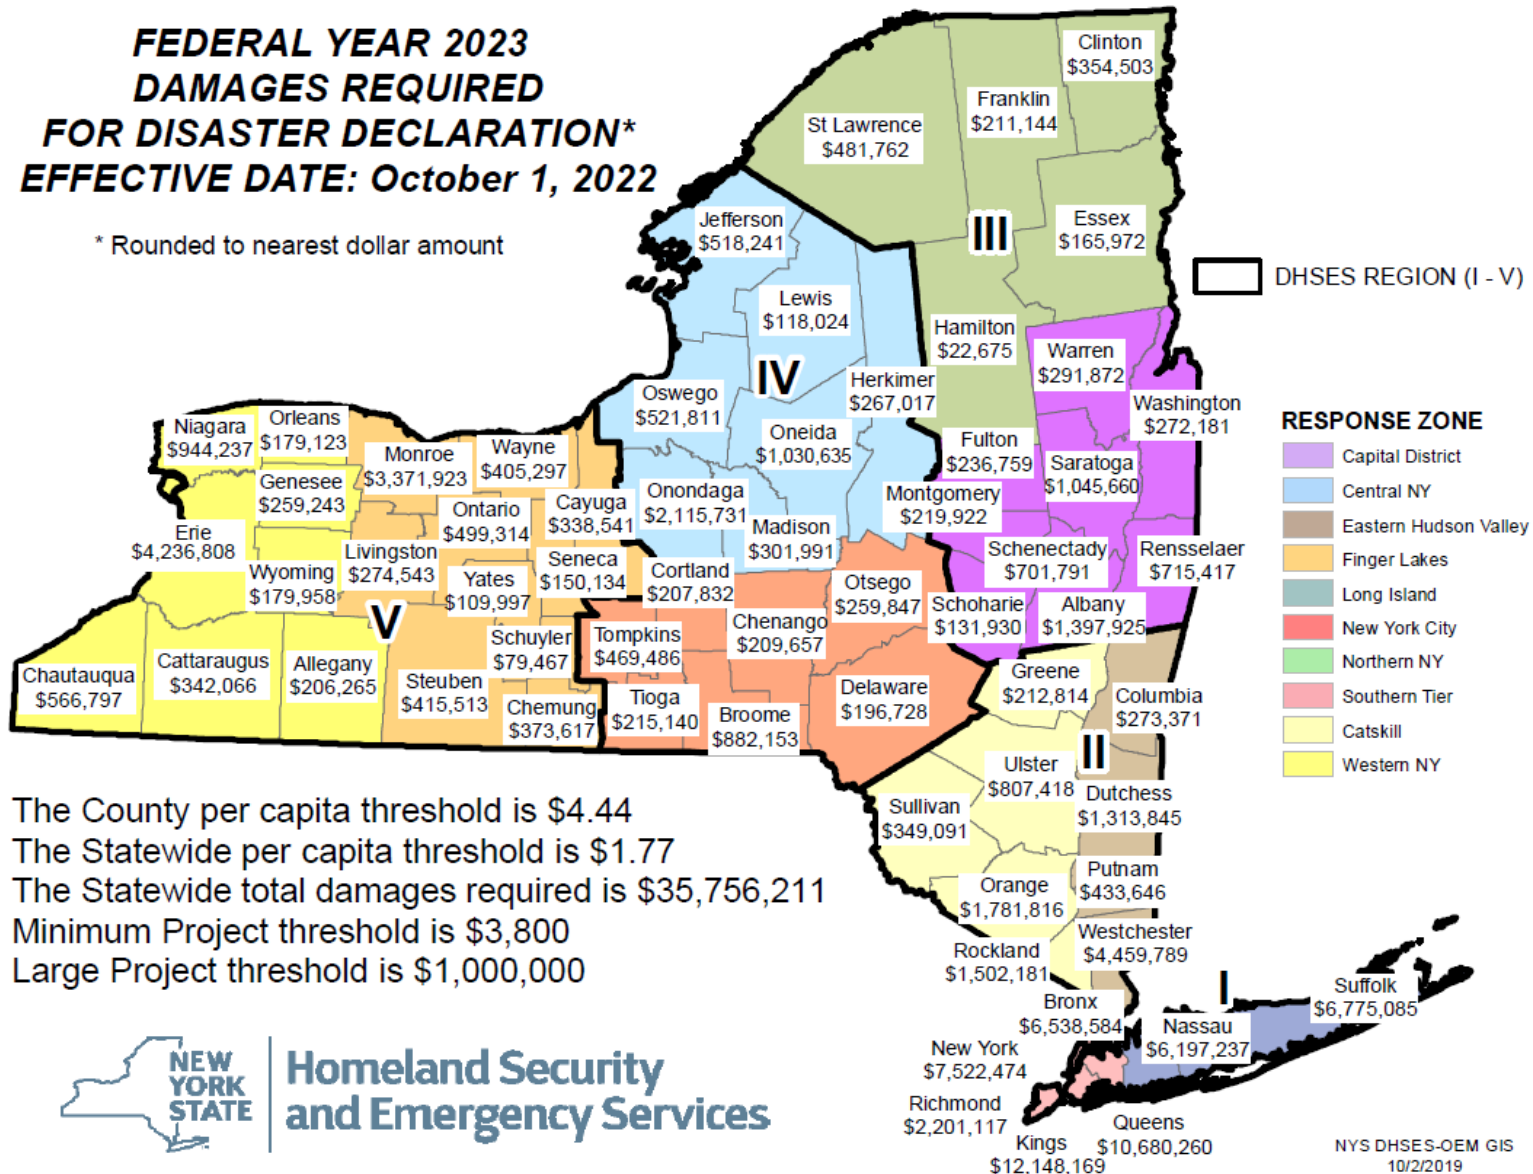 FEDERAL YEAR 2023
DAMAGES REQUIRED
FOR DISASTER DECLARATION*
EFFECTIVE DATE: October 1, 2022
* Rounded to nearest dollar amount
Clinton
$354,503
Franklin
$211,144
St Lawrence
$481,762
Essex
$165,972
III
Hamilton
$22,675
DHSES REGION (I - V)
Jefferson
$518,241
Lewis
$118,024
IV
Oswego
$521,811
Herkimer
$267,017
Oneida
$1,030,635
Onondaga
$2,115,731
Madison
$301,991
Cortland
$207,832
Warren
$291,872
Washington
$272,181
Fulton
$236,759
Saratoga
$1,045,660
Montgomery
$219,922
Schenectady
$701,791
Rensselaer
$715,417
Schoharie
$131,930
Albany
$1,397,925
Niagara
$944,237
Orleans
$179,123
Monroe
$3,371,923
Wayne
$405,297
Genesee
$259,243
Ontario
$499,314
Cayuga
$338,541
Erie
$4,236,808
Wyoming
$179,958
Livingston
$274,543
Yates
$109,997
Seneca
$150,134
V
Schuyler
$79,467
Chautauqua
$566,797
Cattaraugus
$342,066
Allegany
$206,265
Steuben
$415,513
Chemung
$373,617
Tompkins
$469,486
Chenango
$209,657
Otsego
$259,847
Tioga
$215,140
Broome
$882,153
Delaware
$196,728
Greene
$212,814
Columbia
$273,371
II
Ulster
$807,418
Dutchess
$1,313,845
Sullivan
$349,091
Putnam
$433,646
Orange
$1,781,816
Westchester
$4,459,789
Rockland
$1,502,181
I
Bronx
$6,538,584
Suffolk
$6,775,085
Nassau
$6,197,237
New York
$7,522,474
Richmond
$2,201,117
Kings
$12,148,169
Queens
$10,680,260
RESPONSE ZONE
Capital District
Central NY
Eastern Hudson Valley
Finger Lakes
Long Island
New York City
Northern NY
Southern Tier
Catskill
Western NY
The County per capita threshold is $4.44
The Statewide per capita threshold is $1.77
The Statewide total damages required is $35,756,211
Minimum Project threshold is $3,800
Large Project threshold is $1,000,000
NEW
YORK
STATE
Homeland Security
and Emergency Services
NYS DHSES-OEM GIS
10/2/2019